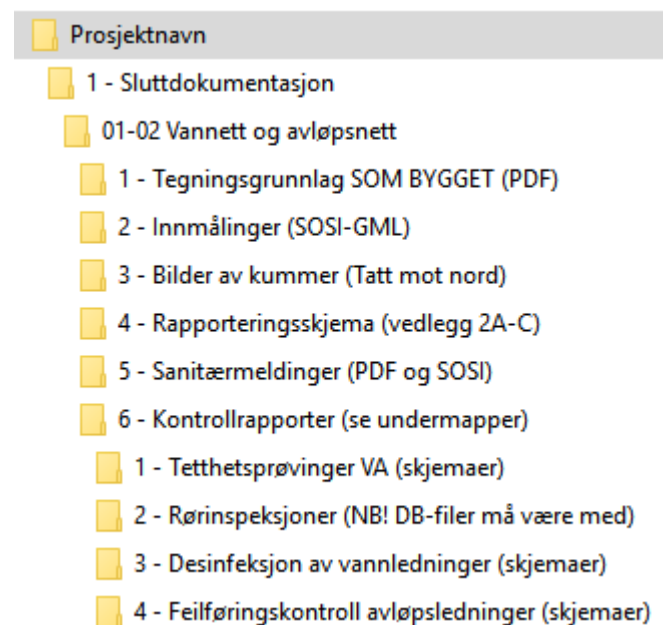 Prosjektnavn
1 - Sluttdokumentasjon
01-02 Vannett og avløpsnett
1 - Tegningsgrunnlag SOM BYGGET (PDF)
2 - Innmålinger (SOSI-GML)
3 - Bilder av kummer (Tatt mot nord)
4 - Rapporteringsskjema (vedlegg 2A-C)
5 - Sanitærmeldinger (PDF og SOSI)
6 - Kontrollrapporter (se undermapper)
1 - Tetthetsprøvinger VA (skjemaer)
2 - Rørinspeksjoner (NB! DB-filer må være med)
3 - Desinfeksjon av vannledninger (skjemaer)
4 - Feilføringskontroll avløpsledninger (skjemaer)